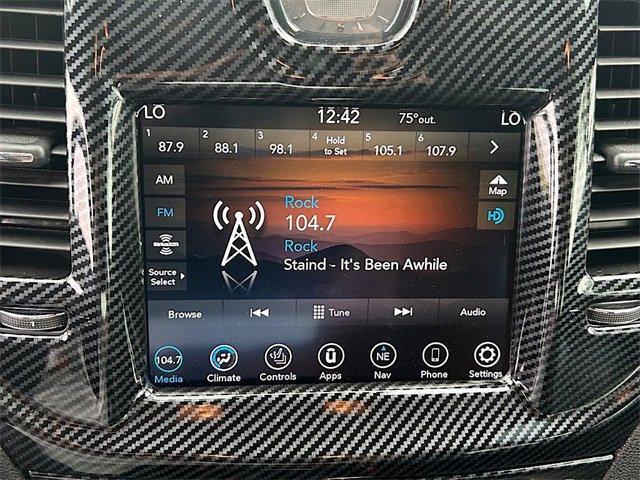 LO 12:42 75°out. LO
1 87.9 2 88.1 3 98.1 4 Hold to Set 5 105.1 6 107.9
AM
Map
FM
HD
Rock
104.7
SiriusXM
Rock
Staind - It's Been Awhile
Source
Select
Browse Tune Audio
104.7 NE
Media Climate Controls Apps Nav Phone Settings